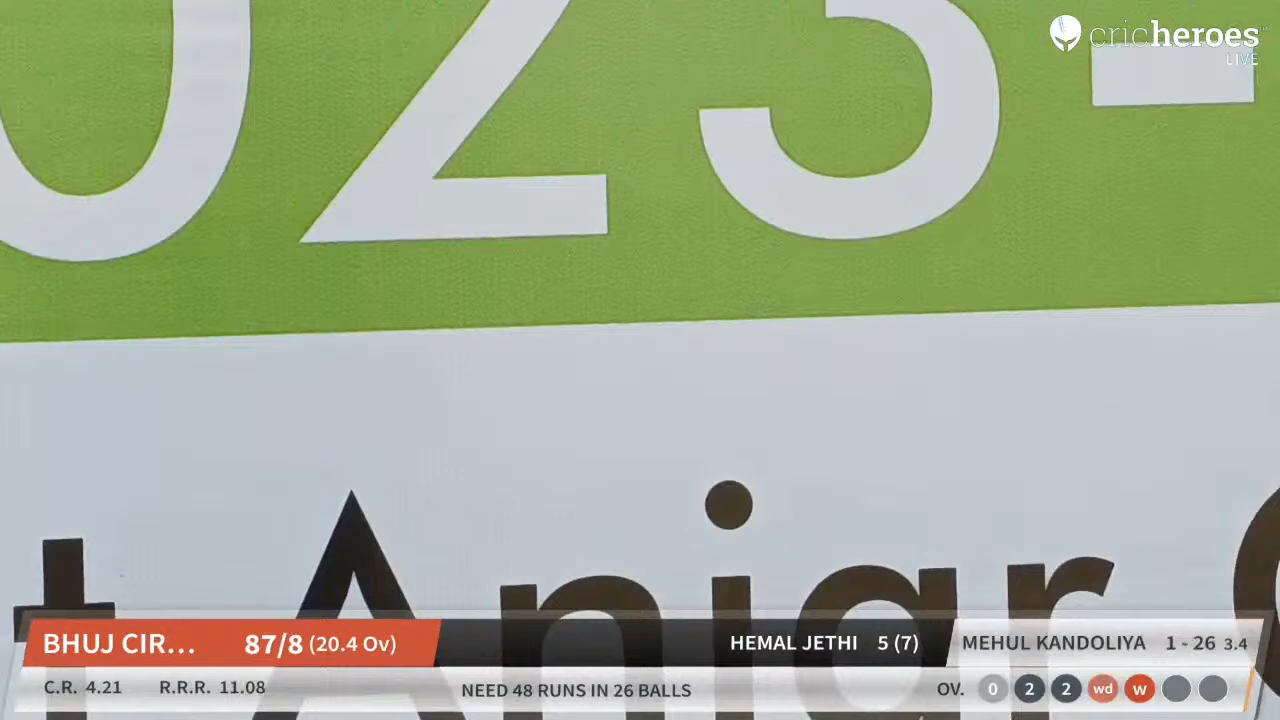 023-
cricheroes
LIVE
t Anjar
BHUJ CIR... 87/8 (20.4 Ov) HEMAL JETHI 5 (7) MEHUL KANDOLIYA 1 - 26 3.4
C.R. 4.21 R.R.R. 11.08 NEED 48 RUNS IN 26 BALLS OV. 0 2 2 wd w